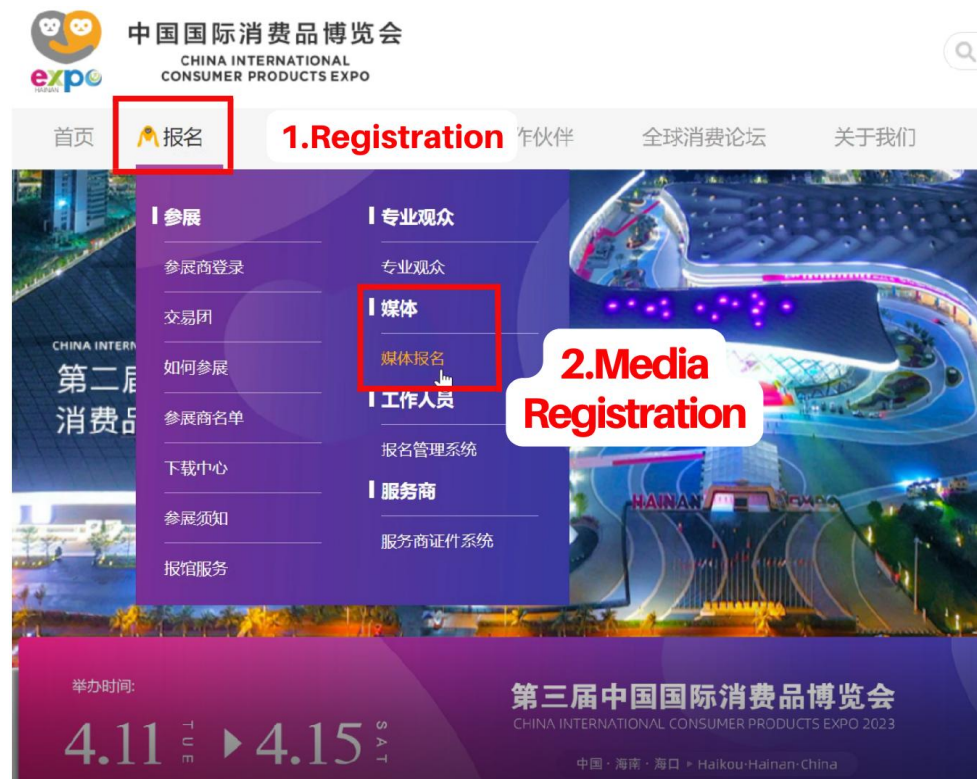 中国国际消费品博览会
CHINA INTERNATIONAL
CONSUMER PRODUCTS EXPO
expo
HAINAN
首页
报名
1.Registration
作伙伴
全球消费论坛
关于我们
参展
参展商登录
交易团
如何参展
参展商名单
下载中心
参展须知
报馆服务
专业观众
专业观众
媒体
媒体报名
工作人员
报名管理系统
服务商
服务商证件系统
2.Media
Registration
CHINA INTERN
第二届
消费品
HAINAN
EXPO
举办时间:
4.11 TUE ▶ 4.15 SAT
第三届中国国际消费品博览会
CHINA INTERNATIONAL CONSUMER PRODUCTS EXPO 2023
中国·海南·海口 ▶ Haikou·Hainan·China